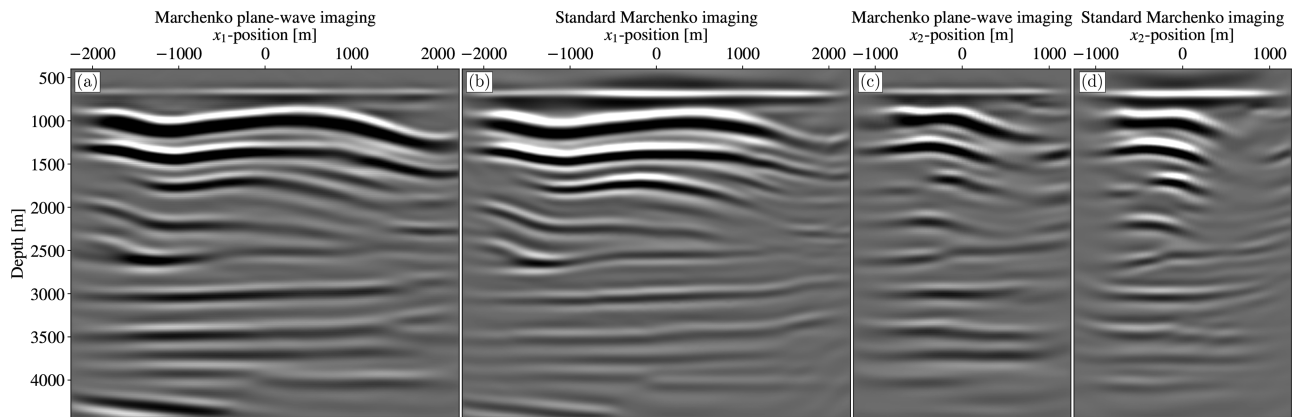 Marchenko plane-wave imaging
x₁-position [m]
−2000 −1000 0 1000 2000
Standard Marchenko imaging
x₁-position [m]
−2000 −1000 0 1000 2000
Marchenko plane-wave imaging
x₂-position [m]
−1000 0 1000
Standard Marchenko imaging
x₂-position [m]
−1000 0 1000
(a)
(b)
(c)
(d)
Depth [m]
500
1000
1500
2000
2500
3000
3500
4000